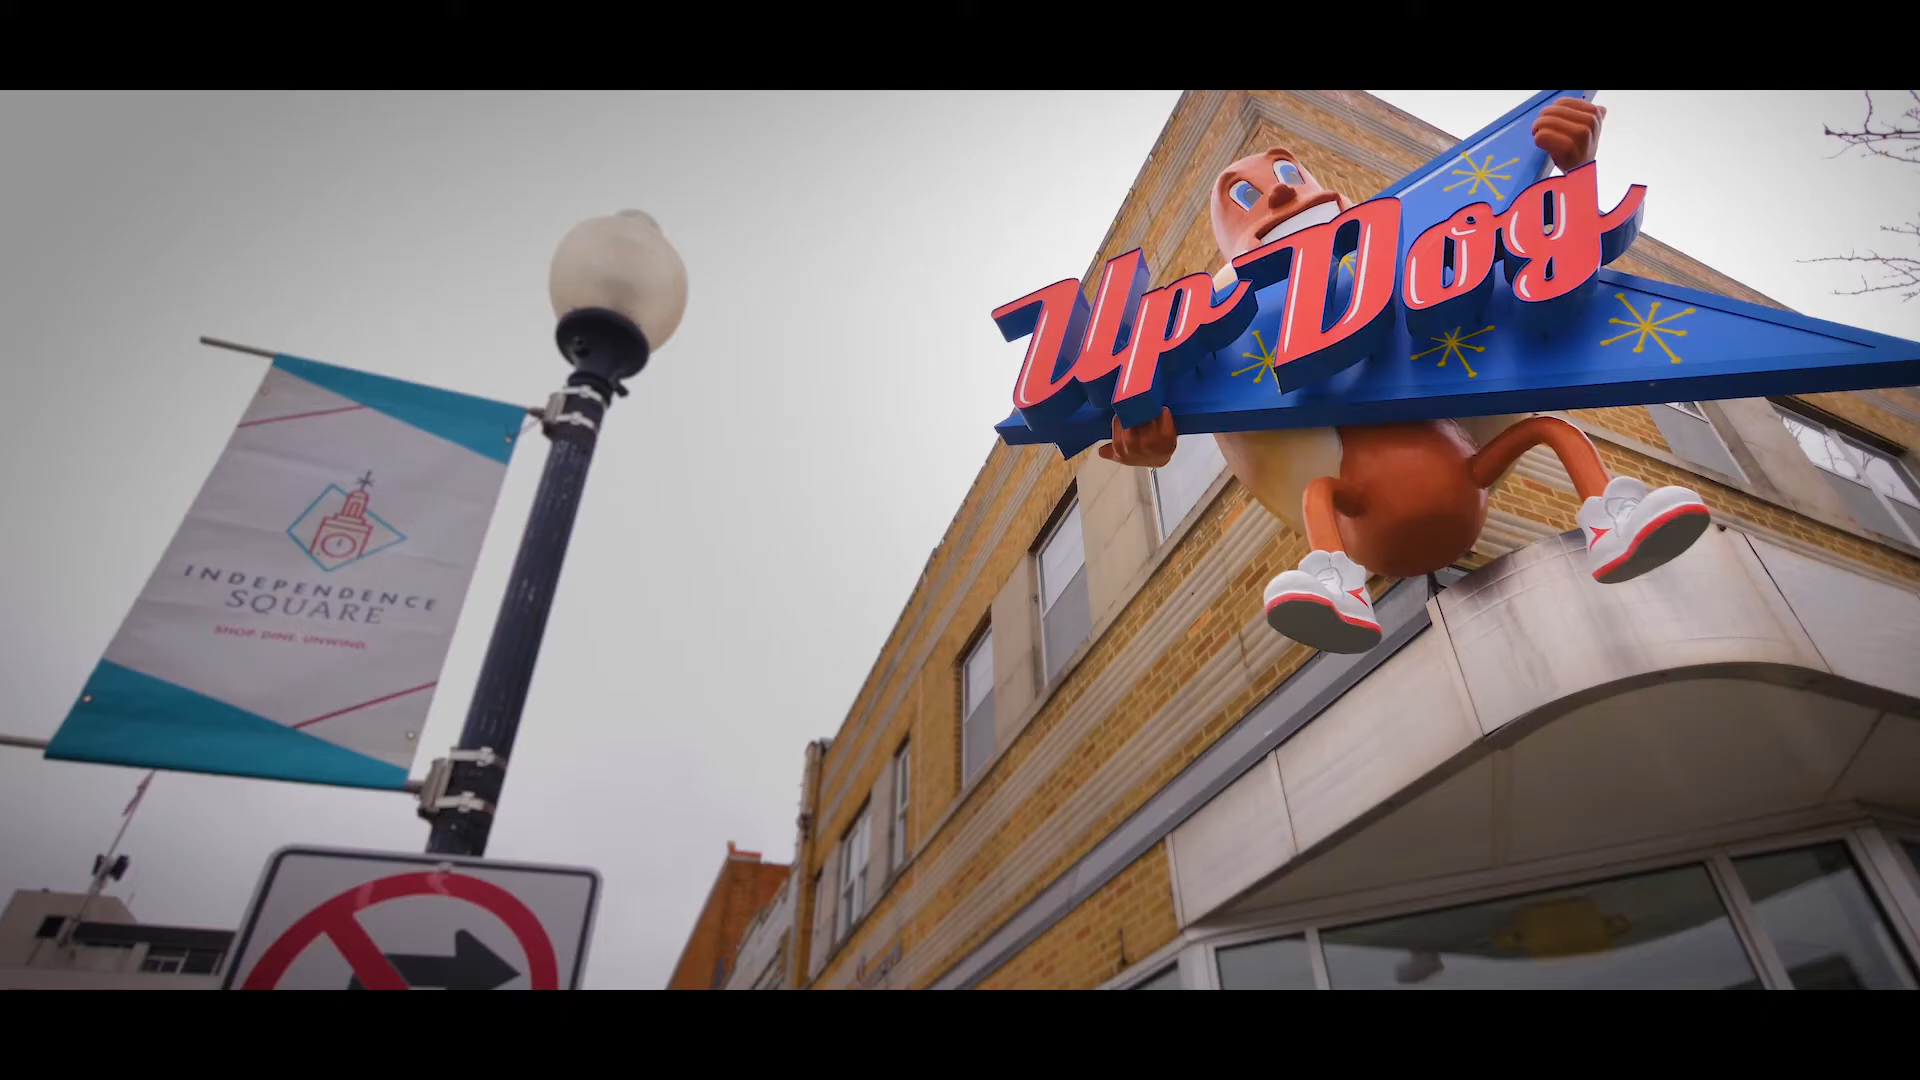 Up Dog
INDEPENDENCE
SQUARE
SHOP. DINE. UNWIND.